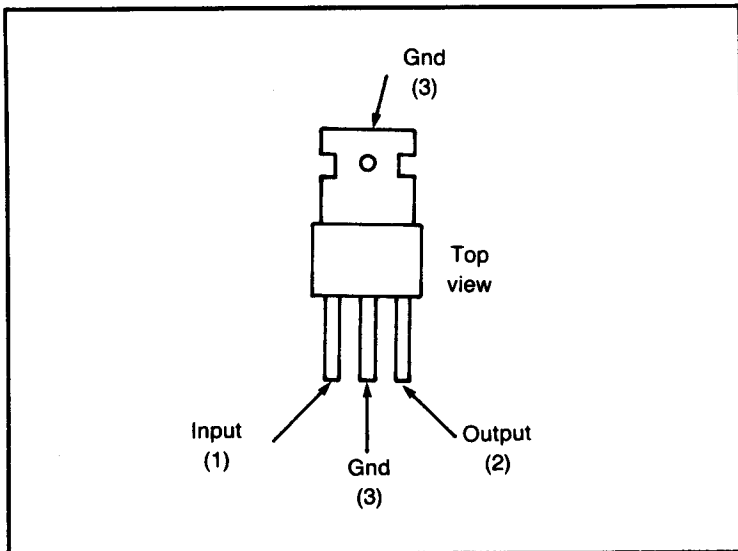 Gnd
(3)
Top
view
Input
(1)
Gnd
(3)
Output
(2)